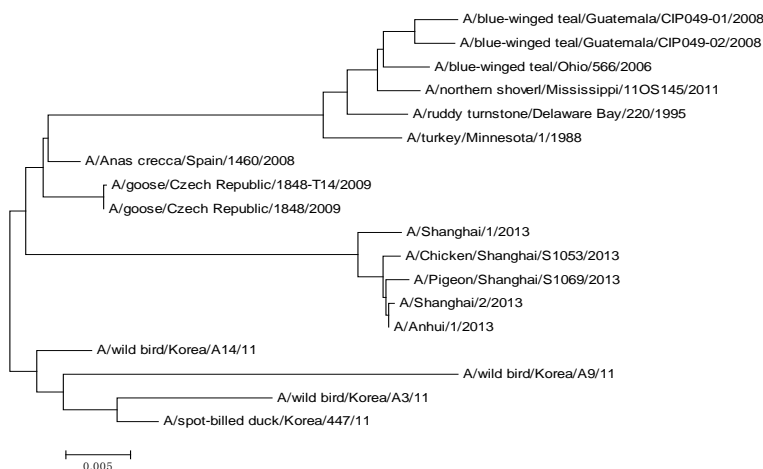 A/blue-winged teal/Guatemala/CIP049-01/2008
A/blue-winged teal/Guatemala/CIP049-02/2008
A/blue-winged teal/Ohio/566/2006
A/northern shoverl/Mississippi/11OS145/2011
A/ruddy turnstone/Delaware Bay/220/1995
A/turkey/Minnesota/1/1988
A/Anas crecca/Spain/1460/2008
A/goose/Czech Republic/1848-T14/2009
A/goose/Czech Republic/1848/2009
A/Shanghai/1/2013
A/Chicken/Shanghai/S1053/2013
A/Pigeon/Shanghai/S1069/2013
A/Shanghai/2/2013
A/Anhui/1/2013
A/wild bird/Korea/A14/11
A/wild bird/Korea/A9/11
A/wild bird/Korea/A3/11
A/spot-billed duck/Korea/447/11
0.005